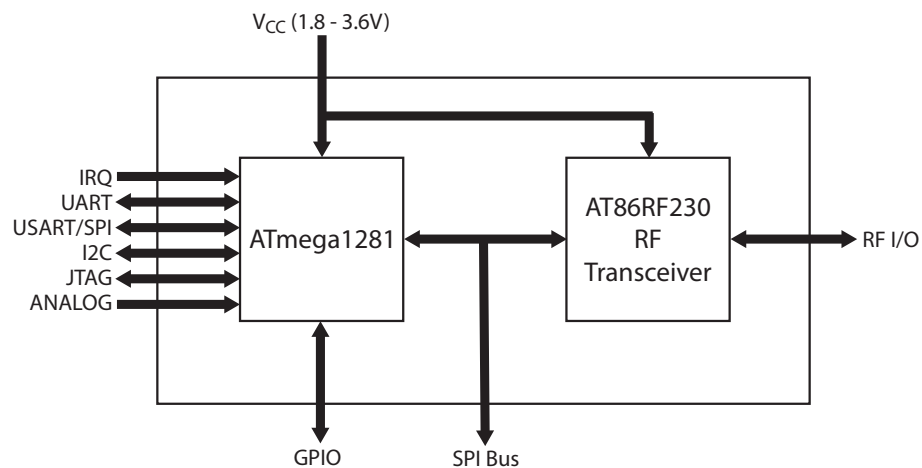 VCC (1.8 - 3.6V)
IRQ
UART
USART/SPI
I2C
JTAG
ANALOG
ATmega1281
AT86RF230
RF
Transceiver
RF I/O
GPIO
SPI Bus